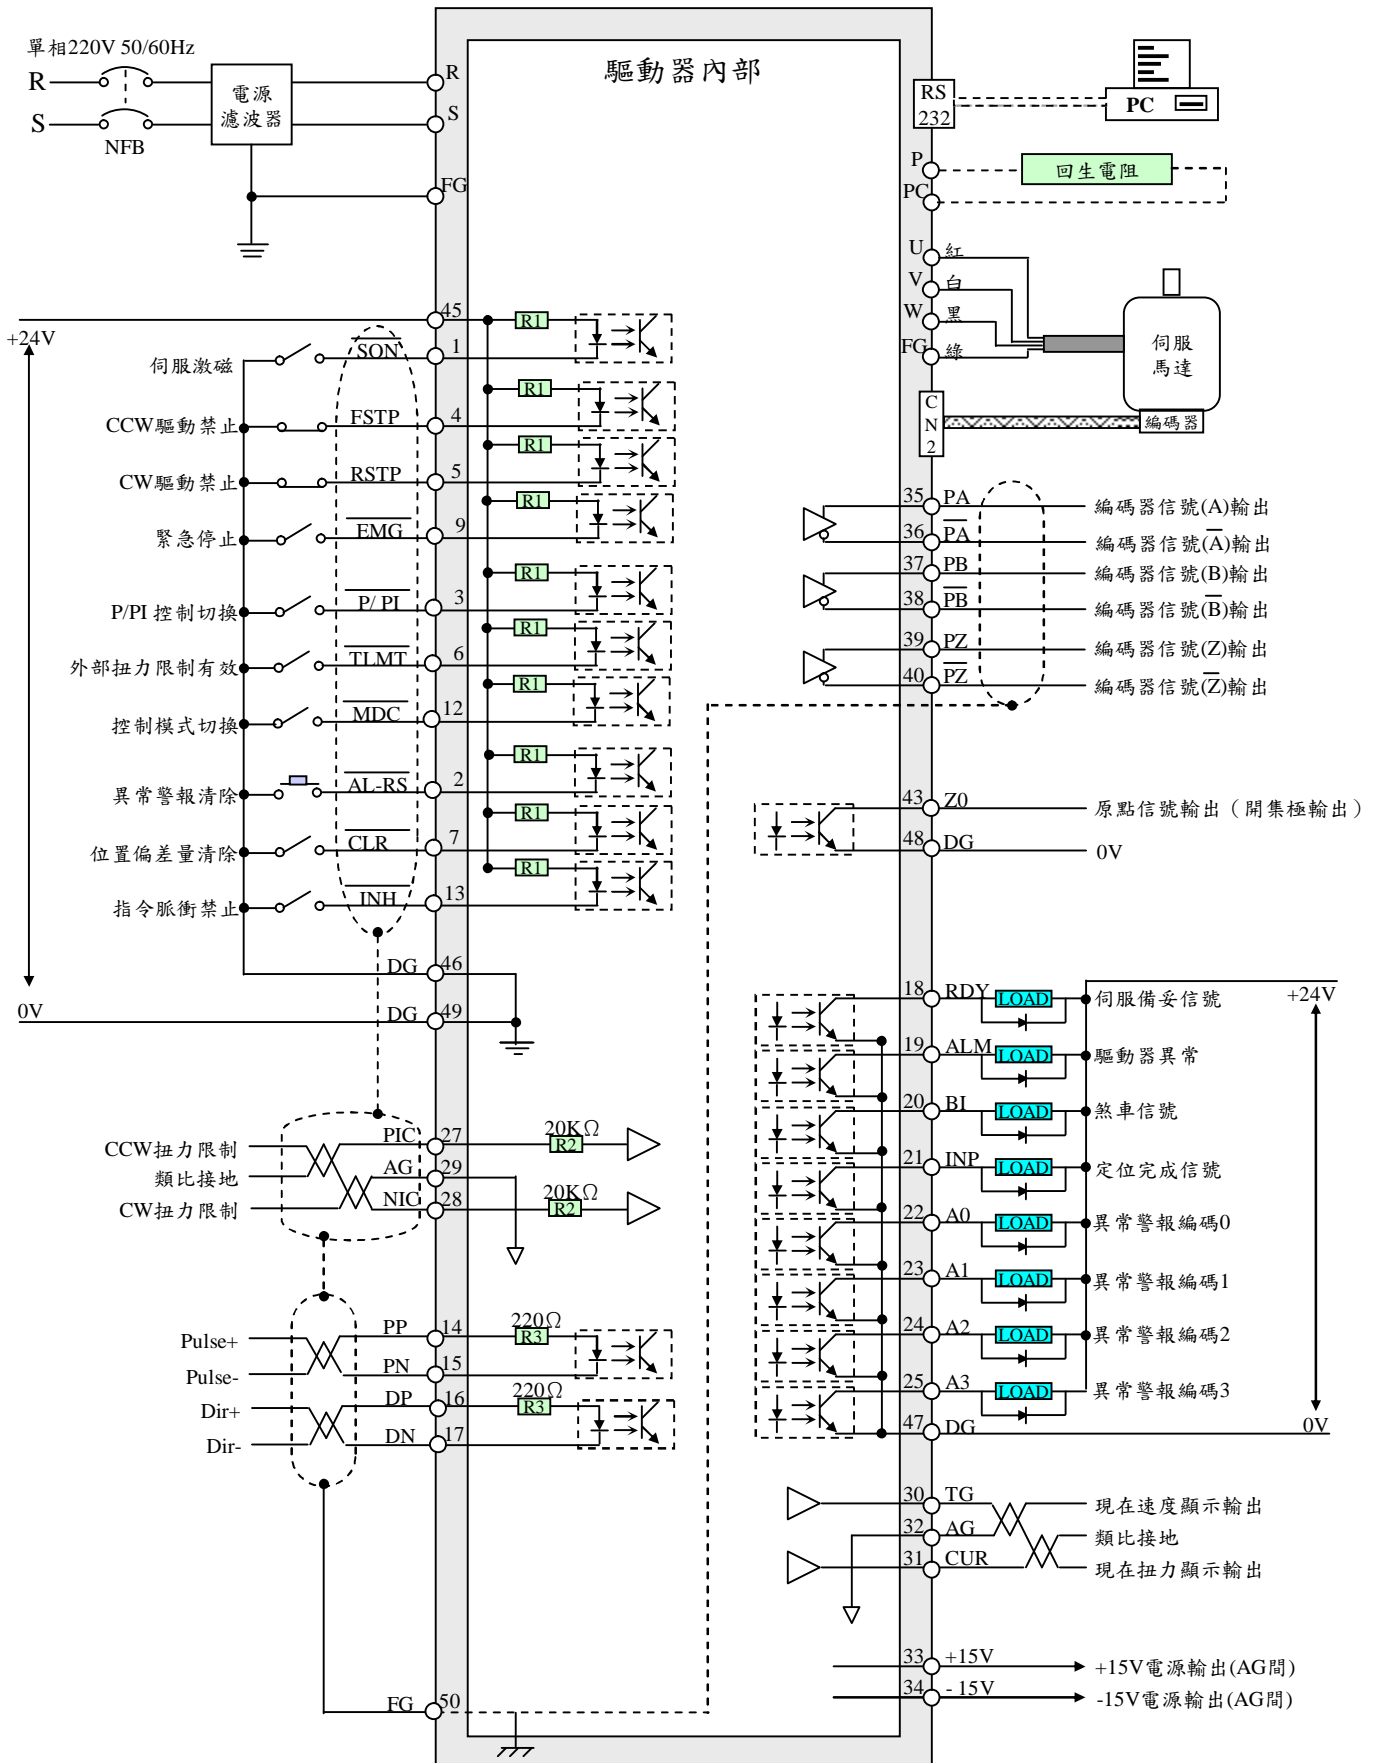 驅動器內部
單相220V 50/60Hz
R
S
NFB
電源
濾波器
R
S
FG
RS
232
PC
P
PC
回生電阻
U 紅
V 白
W 黑
FG 綠
伺服
馬達
編碼器
C
N
2
+24V
45 R1
伺服激磁 SON 1
R1
CCW驅動禁止 FSTP 4
R1
CW驅動禁止 RSTP 5
R1
緊急停止 EMG 9
R1
P/PI 控制切換 P/ PI 3
R1
外部扭力限制有效 TLMT 6
R1
控制模式切換 MDC 12
R1
異常警報清除 AL-RS 2
R1
位置偏差量清除 CLR 7
R1
指令脈衝禁止 INH 13
DG 46
0V
DG 49
CCW扭力限制 PIC 27 20KΩ R2
類比接地 AG 29
CW扭力限制 NIC 28 20KΩ R2
Pulse+ PP 14 220Ω R3
Pulse- PN 15
Dir+ DP 16 220Ω R3
Dir- DN 17
FG 50
35 PA 編碼器信號(A)輸出
36 P̅A̅ 編碼器信號(A̅)輸出
37 PB 編碼器信號(B)輸出
38 P̅B̅ 編碼器信號(B̅)輸出
39 PZ 編碼器信號(Z)輸出
40 P̅Z̅ 編碼器信號(Z̅)輸出
43 Z0 原點信號輸出（開集極輸出）
48 DG 0V
18 RDY LOAD 伺服備妥信號 +24V
19 ALM LOAD 驅動器異常
20 BI LOAD 煞車信號
21 INP LOAD 定位完成信號
22 A0 LOAD 異常警報編碼0
23 A1 LOAD 異常警報編碼1
24 A2 LOAD 異常警報編碼2
25 A3 LOAD 異常警報編碼3
47 DG 0V
30 TG 現在速度顯示輸出
32 AG 類比接地
31 CUR 現在扭力顯示輸出
33 +15V +15V電源輸出(AG間)
34 - 15V -15V電源輸出(AG間)